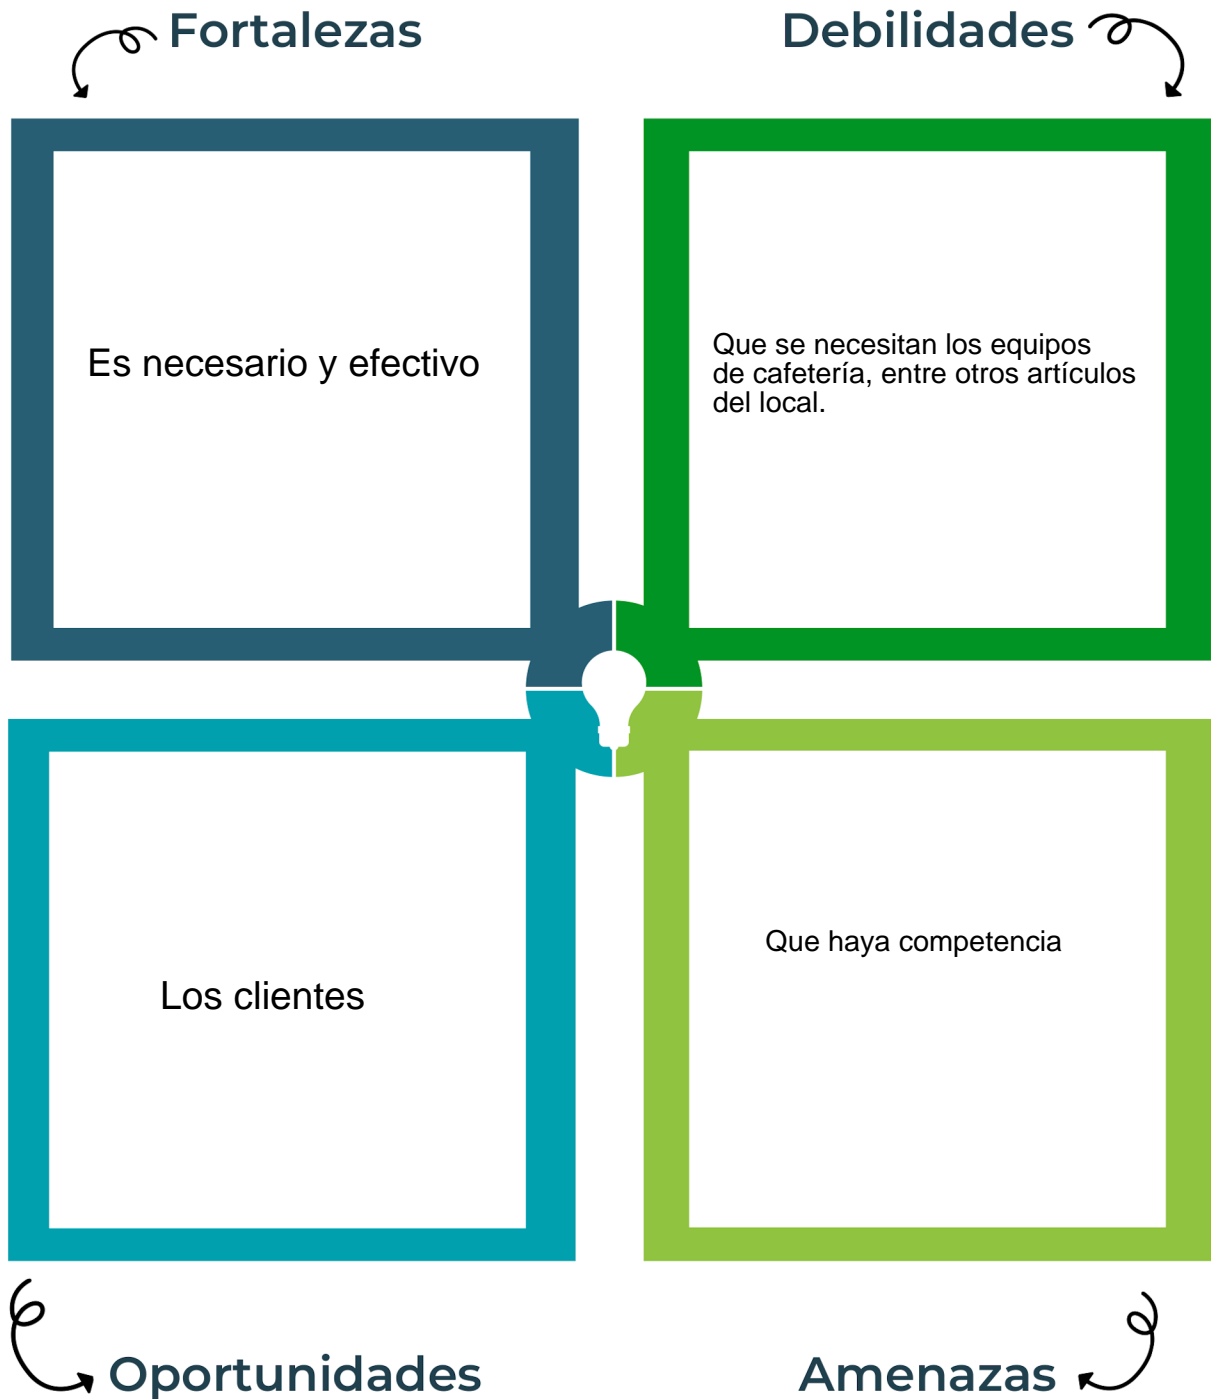 Fortalezas
Debilidades
Es necesario y efectivo
Que se necesitan los equipos
de cafetería, entre otros artículos
del local.
Los clientes
Que haya competencia
Oportunidades
Amenazas